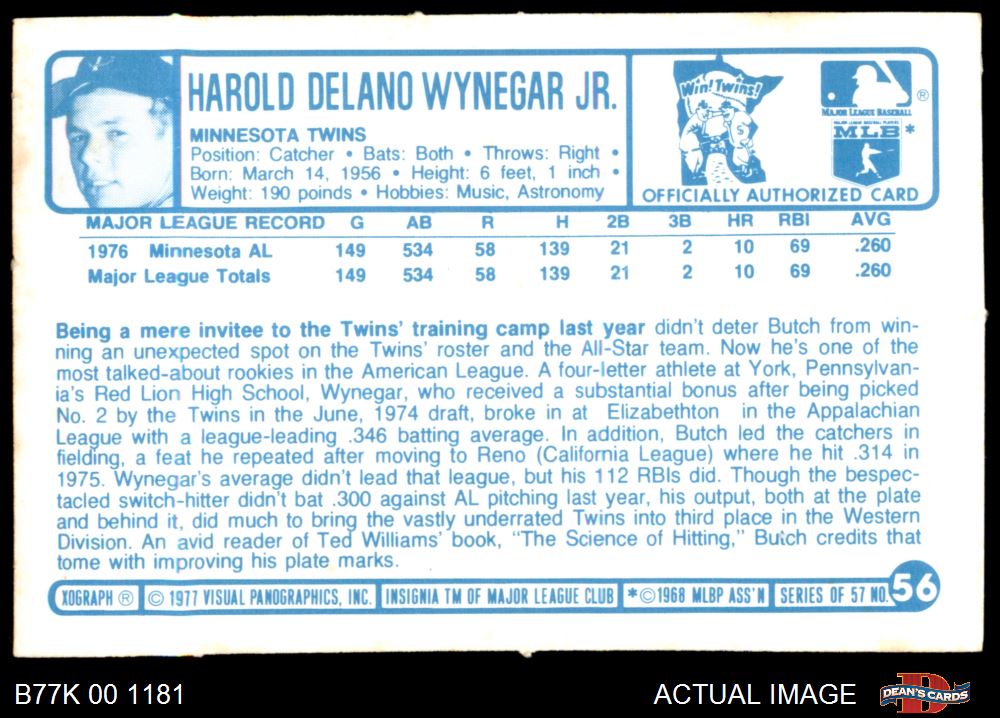 HAROLD DELANO WYNEGAR JR.
MINNESOTA TWINS
Position: Catcher • Bats: Both • Throws: Right •
Born: March 14, 1956 • Height: 6 feet, 1 inch •
Weight: 190 poinds • Hobbies: Music, Astronomy
Win! Twins!
®
MAJOR LEAGUE BASEBALL
MAJOR LEAGUE BASEBALL PLAYERS
MLB*
OFFICIALLY AUTHORIZED CARD
MAJOR LEAGUE RECORD G AB R H 2B 3B HR RBI AVG
1976 Minnesota AL 149 534 58 139 21 2 10 69 .260
Major League Totals 149 534 58 139 21 2 10 69 .260
Being a mere invitee to the Twins' training camp last year didn't deter Butch from win-
ning an unexpected spot on the Twins' roster and the All-Star team. Now he's one of the
most talked-about rookies in the American League. A four-letter athlete at York, Pennsylvan-
ia's Red Lion High School, Wynegar, who received a substantial bonus after being picked
No. 2 by the Twins in the June, 1974 draft, broke in at Elizabethton in the Appalachian
League with a league-leading .346 batting average. In addition, Butch led the catchers in
fielding, a feat he repeated after moving to Reno (California League) where he hit .314 in
1975. Wynegar's average didn't lead that league, but his 112 RBIs did. Though the bespec-
tacled switch-hitter didn't bat .300 against AL pitching last year, his output, both at the plate
and behind it, did much to bring the vastly underrated Twins into third place in the Western
Division. An avid reader of Ted Williams' book, "The Science of Hitting," Butch credits that
tome with improving his plate marks.
XOGRAPH ® © 1977 VISUAL PANOGRAPHICS, INC. INSIGNIA TM OF MAJOR LEAGUE CLUB *©1968 MLBP ASS'N SERIES OF 57 NO. 56
B77K 00 1181 ACTUAL IMAGE DEAN'S CARDS